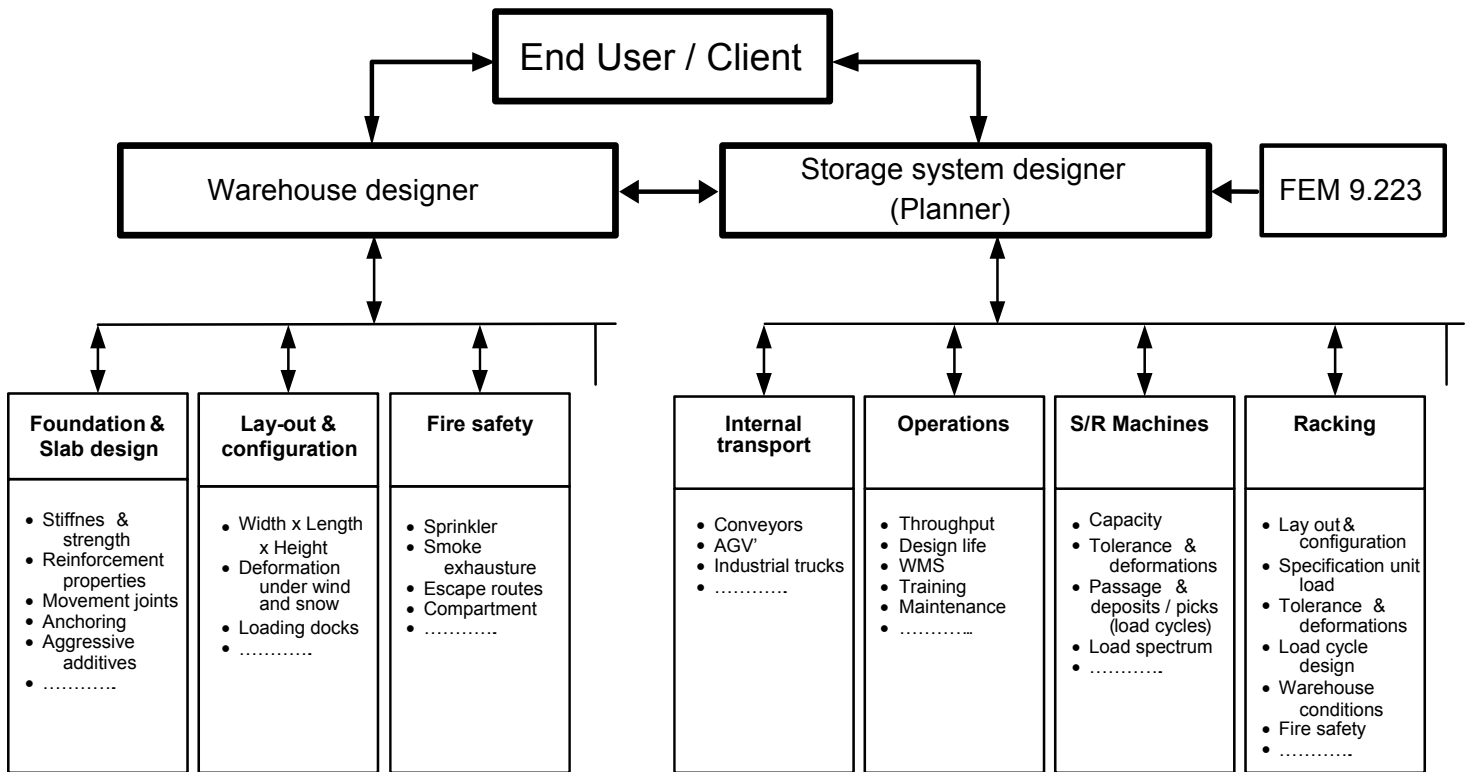 End User / Client
Warehouse designer
Storage system designer
(Planner)
FEM 9.223
Foundation &
Slab design
• Stiffnes &
strength
• Reinforcement
properties
• Movement joints
• Anchoring
• Aggressive
additives
• ………….
Lay-out &
configuration
• Width x Length
x Height
• Deformation
under wind
and snow
• Loading docks
• ………….
Fire safety
• Sprinkler
• Smoke
exhausture
• Escape routes
• Compartment
• ………….
Internal
transport
• Conveyors
• AGV'
• Industrial trucks
• ………….
Operations
• Throughput
• Design life
• WMS
• Training
• Maintenance
• …………..
S/R Machines
• Capacity
• Tolerance &
deformations
• Passage &
deposits / picks
(load cycles)
• Load spectrum
• ………….
Racking
• Lay out &
configuration
• Specification unit
load
• Tolerance &
deformations
• Load cycle
design
• Warehouse
conditions
• Fire safety
• ………….